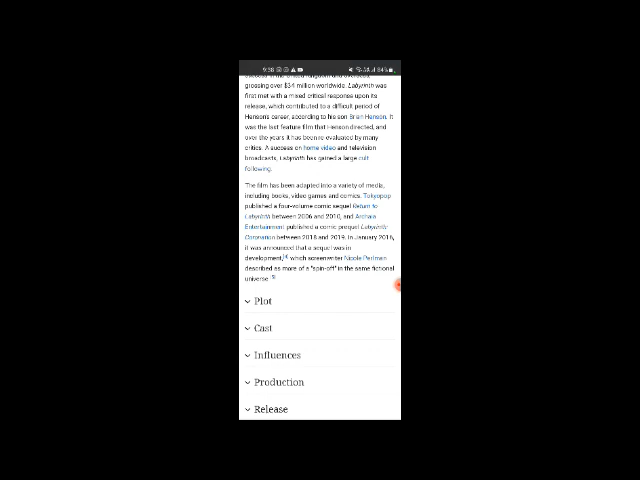 9:38 84%
grossing over $34 million worldwide. Labyrinth was
first met with a mixed critical response upon its
release, which contributed to a difficult period of
Henson's career, according to his son Brian Henson. It
was the last feature film that Henson directed, and
over the years it has been re-evaluated by many
critics. A success on home video and television
broadcasts, Labyrinth has gained a large cult
following.
The film has been adapted into a variety of media,
including books, video games and comics. Tokyopop
published a four-volume comic sequel Return to
Labyrinth between 2006 and 2010, and Archaia
Entertainment published a comic prequel Labyrinth:
Coronation between 2018 and 2019. In January 2016,
it was announced that a sequel was in
development,[4] which screenwriter Nicole Perlman
described as more of a "spin-off" in the same fictional
universe.[5]
Plot
Cast
Influences
Production
Release